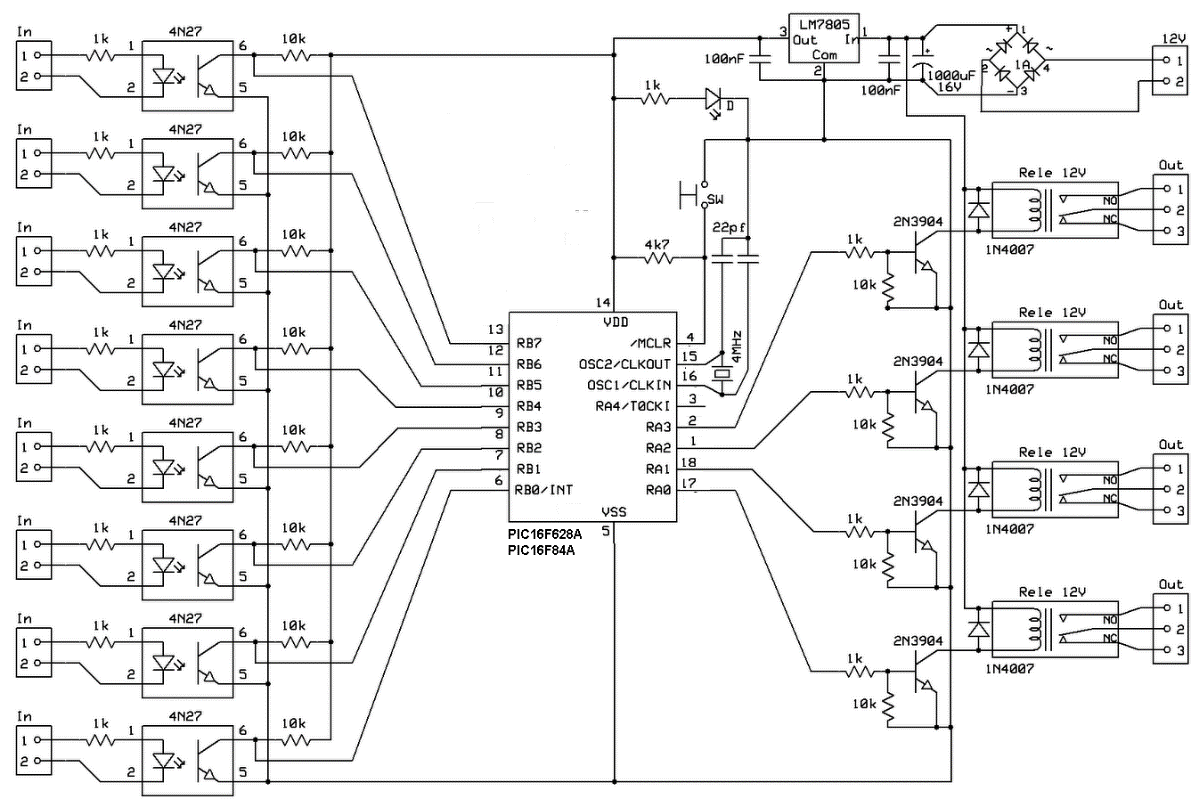 In 1k 4N27 10k
1 1 6
2 2 5
In 1k 4N27 10k
1 1 6
2 2 5
In 1k 4N27 10k
1 1 6
2 2 5
In 1k 4N27 10k
1 1 6
2 2 5
In 1k 4N27 10k
1 1 6
2 2 5
In 1k 4N27 10k
1 1 6
2 2 5
In 1k 4N27 10k
1 1 6
2 2 5
In 1k 4N27 10k
1 1 6
2 2 5
LM7805
3 Out In 1
Com
2
100nF
100nF
+
1000uF
16V
+ 1
~ ~
2 1A 4
- 3
12V
1
2
1k
D
SW
22pf
4k7
14
VDD
13 RB7
12 RB6
11 RB5
10 RB4
9 RB3
8 RB2
7 RB1
6 RB0/INT
/MCLR 4
OSC2/CLKOUT 15
OSC1/CLKIN 16
RA4/T0CKI 3
RA3 2
RA2 1
RA1 18
RA0 17
VSS
5
4MHz
PIC16F628A
PIC16F84A
1k 2N3904
10k
Rele 12V
NO
NC
1N4007
Out
1
2
3
1k 2N3904
10k
Rele 12V
NO
NC
1N4007
Out
1
2
3
1k 2N3904
10k
Rele 12V
NO
NC
1N4007
Out
1
2
3
1k 2N3904
10k
Rele 12V
NO
NC
1N4007
Out
1
2
3